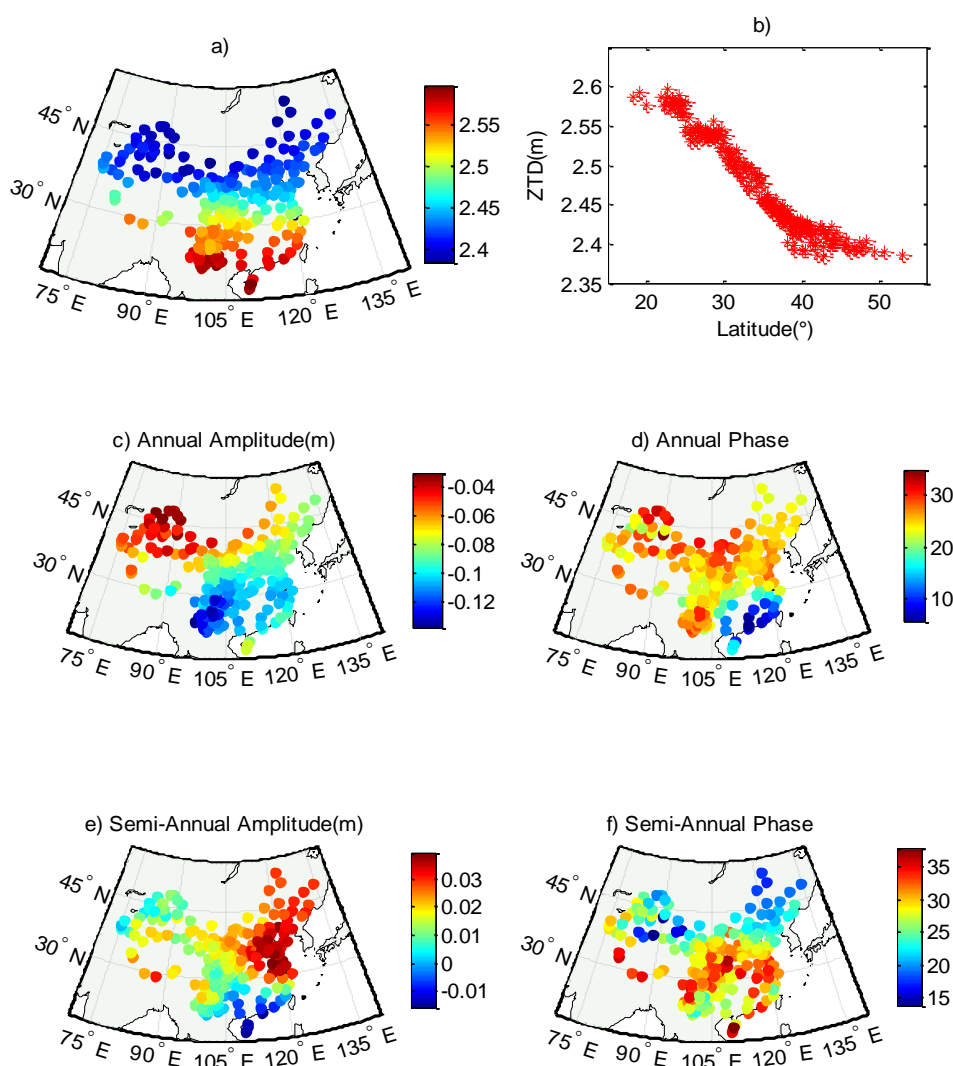 a)
45° N
30° N
75° E
90° E
105° E
120° E
135° E
2.55
2.5
2.45
2.4
b)
ZTD(m)
2.6
2.55
2.5
2.45
2.4
2.35
20
30
40
50
Latitude(°)
c) Annual Amplitude(m)
45° N
30° N
75° E
90° E
105° E
120° E
135° E
-0.04
-0.06
-0.08
-0.1
-0.12
d) Annual Phase
45° N
30° N
75° E
90° E
105° E
120° E
135° E
30
20
10
e) Semi-Annual Amplitude(m)
45° N
30° N
75° E
90° E
105° E
120° E
135° E
0.03
0.02
0.01
0
-0.01
f) Semi-Annual Phase
45° N
30° N
75° E
90° E
105° E
120° E
135° E
35
30
25
20
15